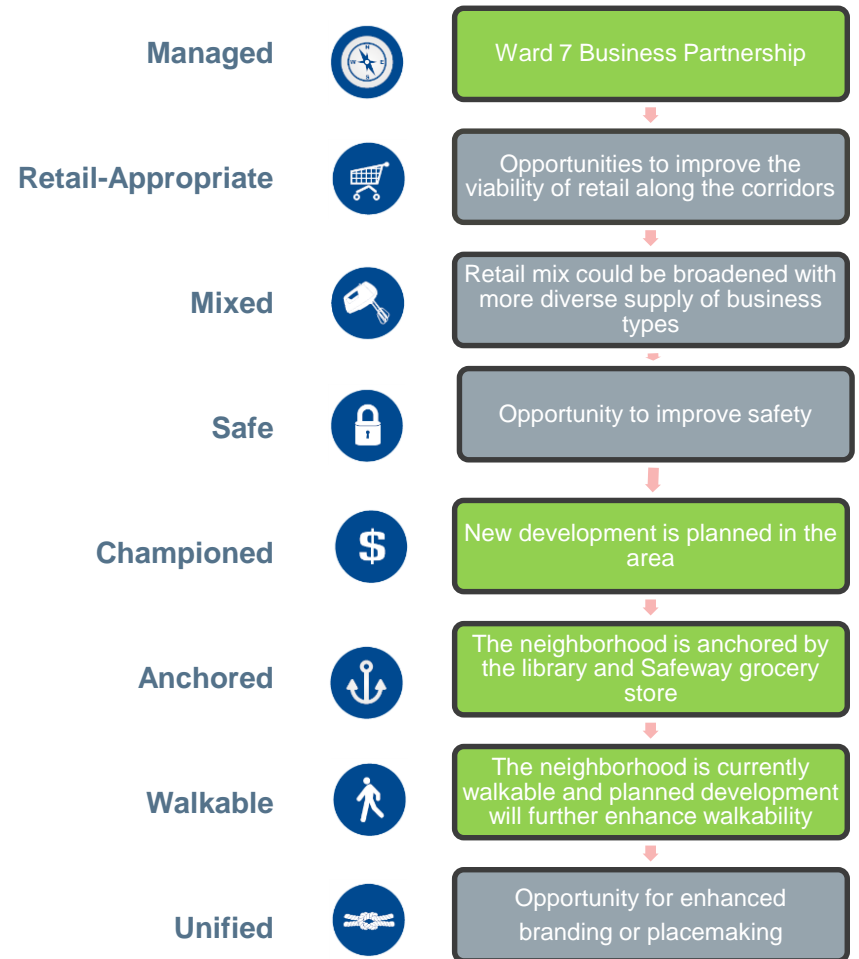 Managed
Ward 7 Business Partnership
Retail-Appropriate
Opportunities to improve the
viability of retail along the corridors
Mixed
Retail mix could be broadened with
more diverse supply of business
types
Safe
Opportunity to improve safety
Championed
$
New development is planned in the
area
Anchored
The neighborhood is anchored by
the library and Safeway grocery
store
Walkable
The neighborhood is currently
walkable and planned development
will further enhance walkability
Unified
Opportunity for enhanced
branding or placemaking